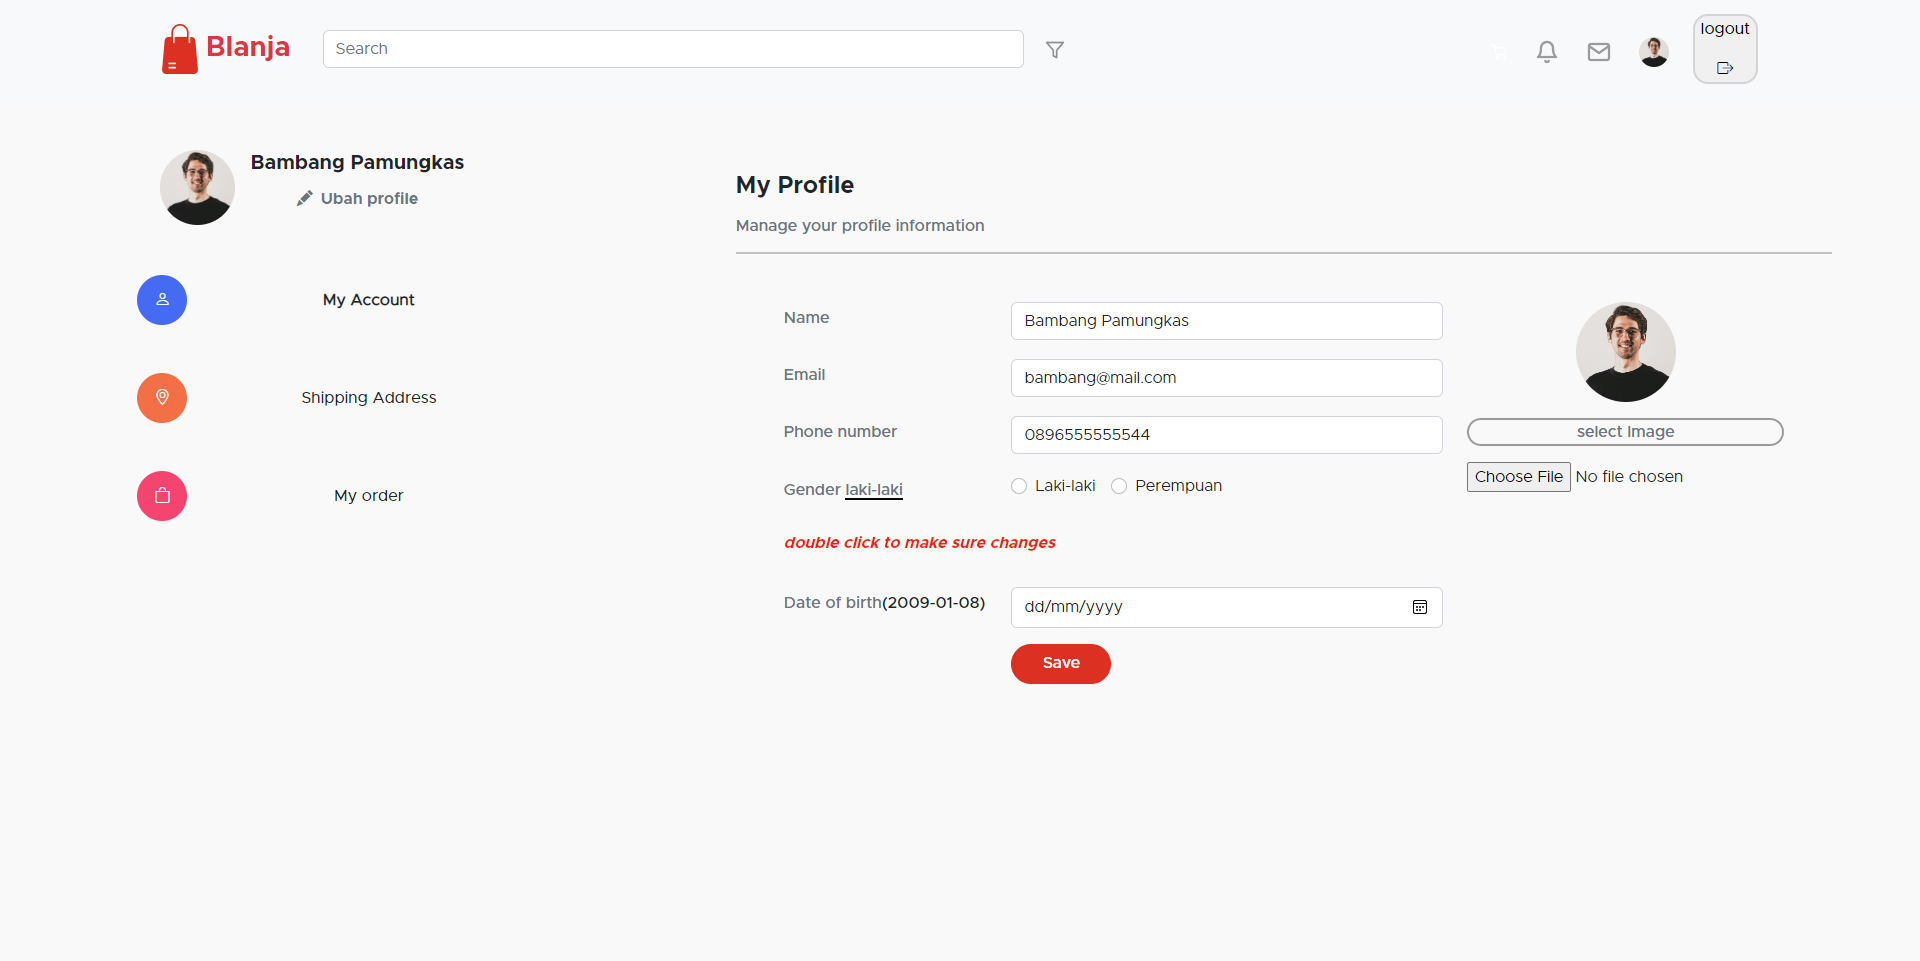 Blanja
Search
logout
Bambang Pamungkas
Ubah profile
My Account
Shipping Address
My order
My Profile
Manage your profile information
Name
Bambang Pamungkas
Email
bambang@mail.com
Phone number
0896555555544
Gender laki-laki
Laki-laki
Perempuan
double click to make sure changes
Date of birth(2009-01-08)
dd/mm/yyyy
Save
select Image
Choose File No file chosen